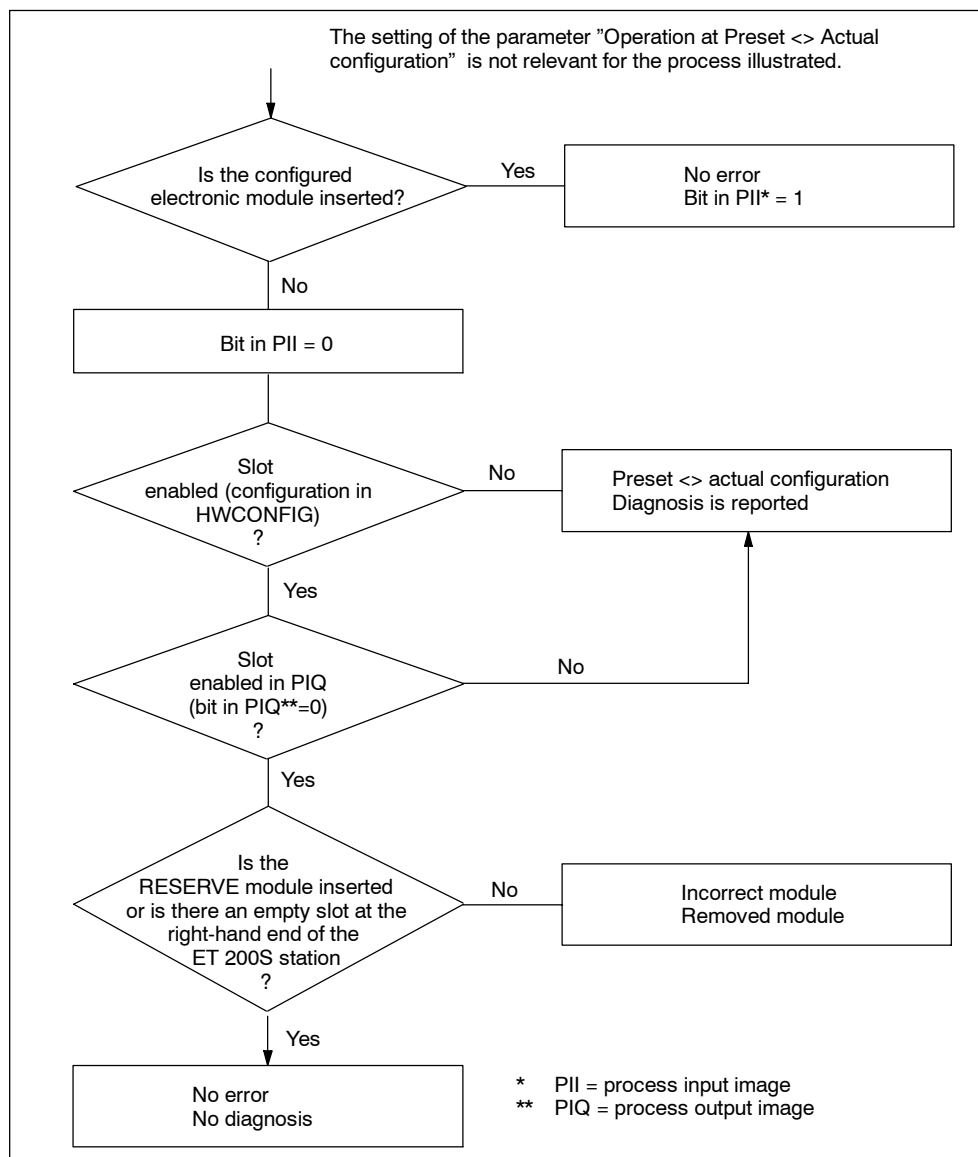 The setting of the parameter ”Operation at Preset <> Actual
configuration”  is not relevant for the process illustrated.
Is the configured
electronic module inserted?
Yes
No error
Bit in PII* = 1
No
Bit in PII = 0
Slot
enabled (configuration in
HWCONFIG)
?
No
Preset <> actual configuration
Diagnosis is reported
Yes
Slot
enabled in PIQ
(bit in PIQ**=0)
?
No
Yes
Is the
RESERVE module inserted
or is there an empty slot at the
right-hand end of the
ET 200S station
?
No
Incorrect module
Removed module
Yes
No error
No diagnosis
* PII = process input image
** PIQ = process output image